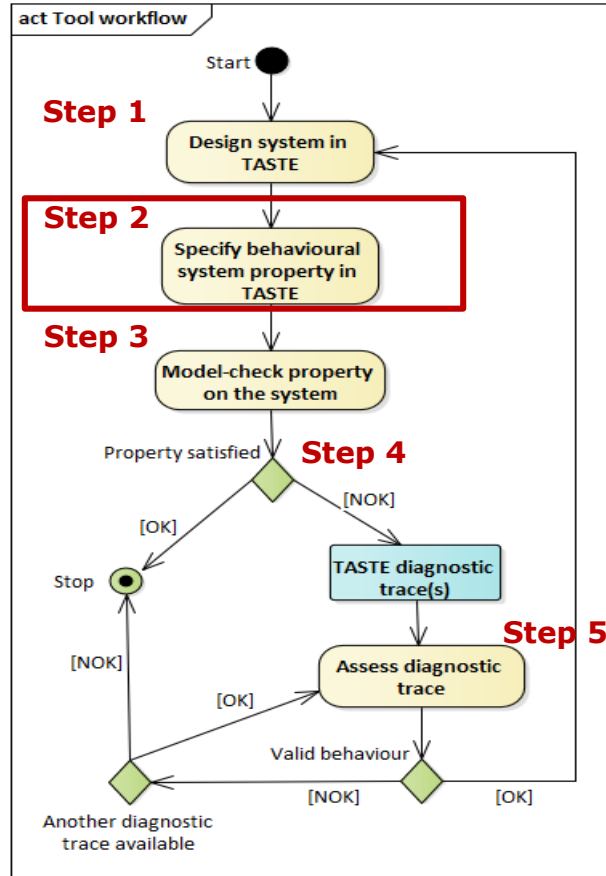 act Tool workflow
Start
Step 1
Design system in
TASTE
Step 2
Specify behavioural
system property in
TASTE
Step 3
Model-check property
on the system
Property satisfied
Step 4
[OK]
[NOK]
Stop
TASTE diagnostic
trace(s)
Step 5
[NOK]
Assess diagnostic
trace
[OK]
Valid behaviour
[NOK]
[OK]
Another diagnostic
trace available